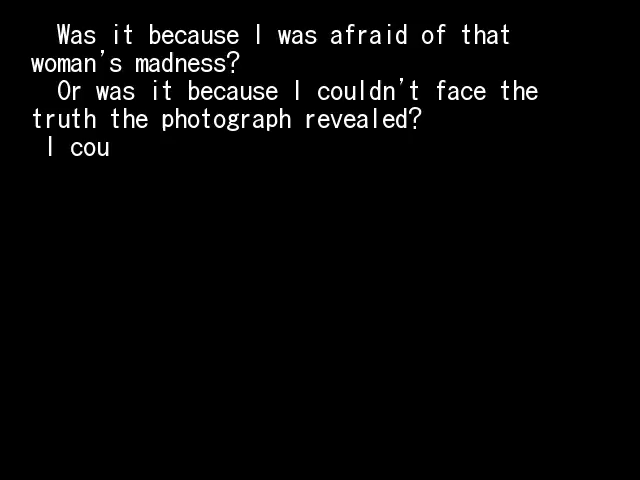 Was it because I was afraid of that
woman's madness?
Or was it because I couldn't face the
truth the photograph revealed?
I cou